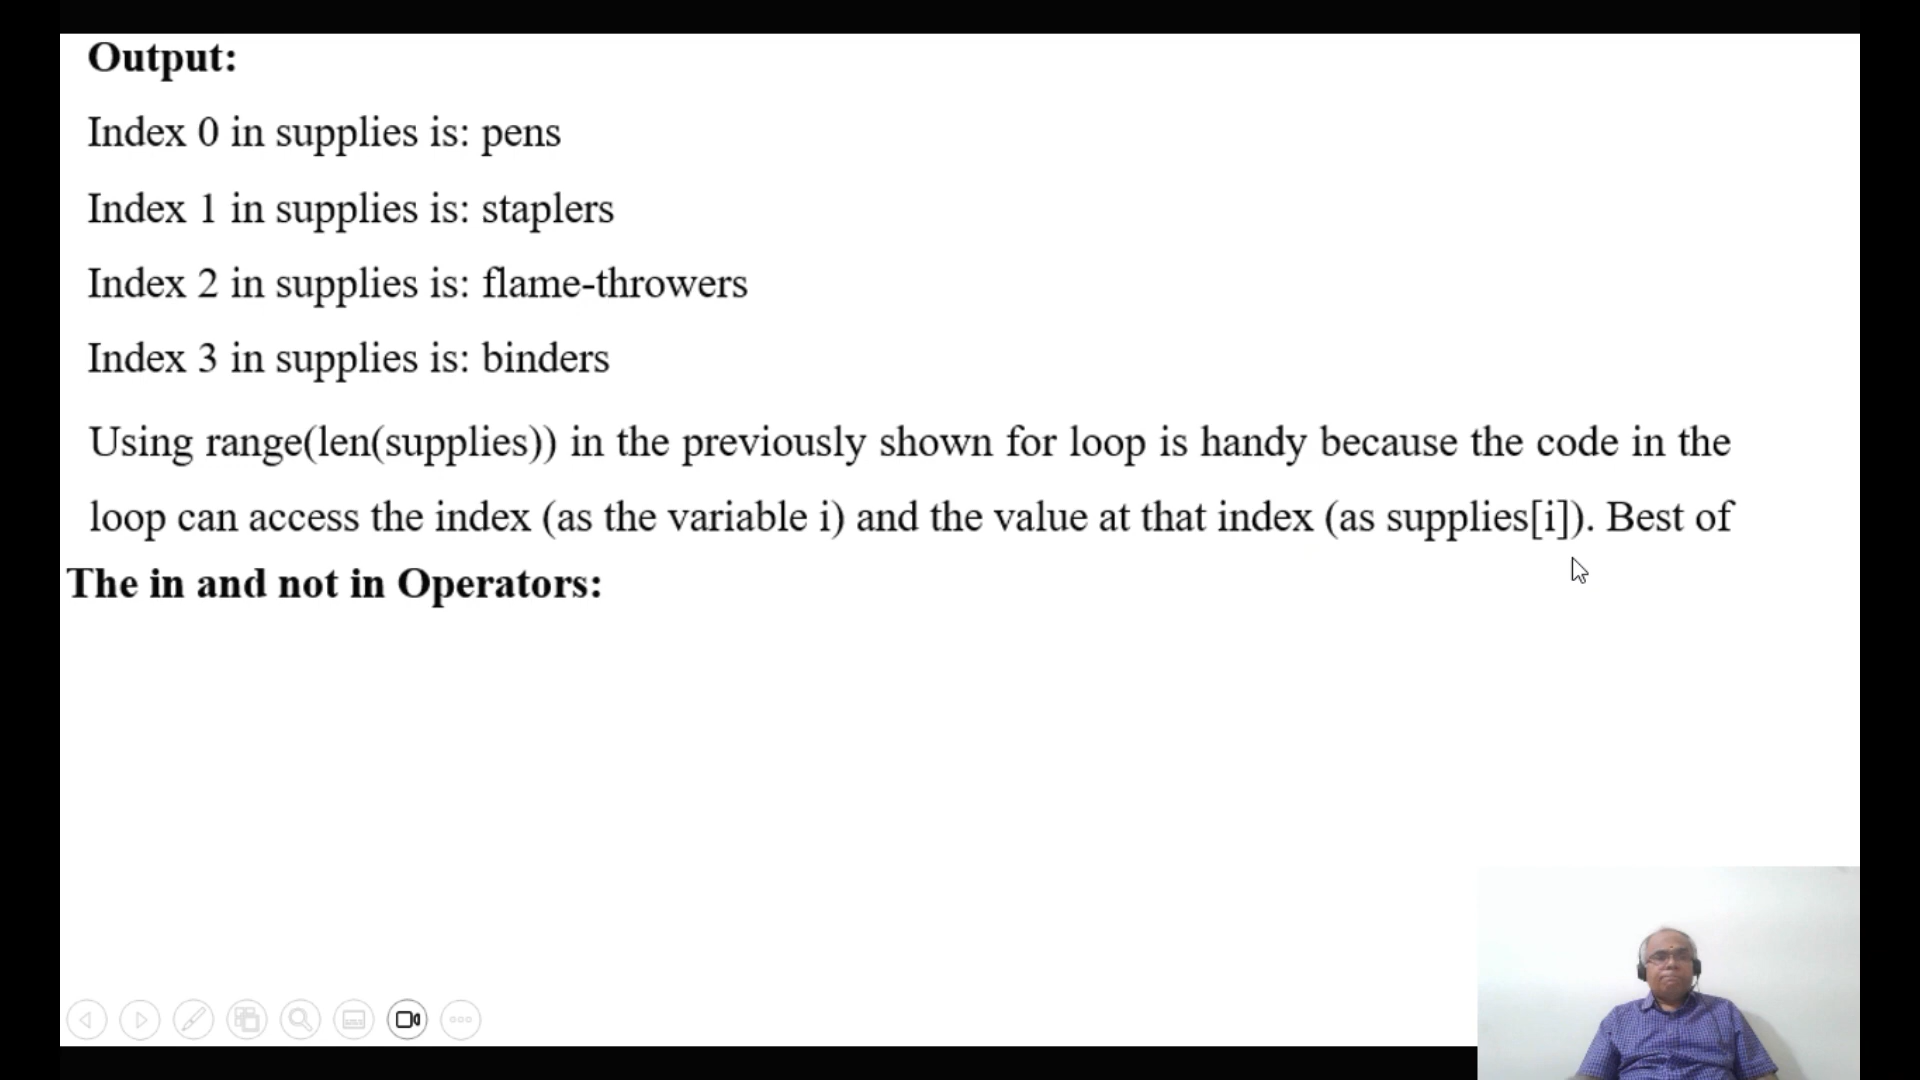 Output:
Index 0 in supplies is: pens
Index 1 in supplies is: staplers
Index 2 in supplies is: flame-throwers
Index 3 in supplies is: binders
Using range(len(supplies)) in the previously shown for loop is handy because the code in the
loop can access the index (as the variable i) and the value at that index (as supplies[i]). Best of
The in and not in Operators: